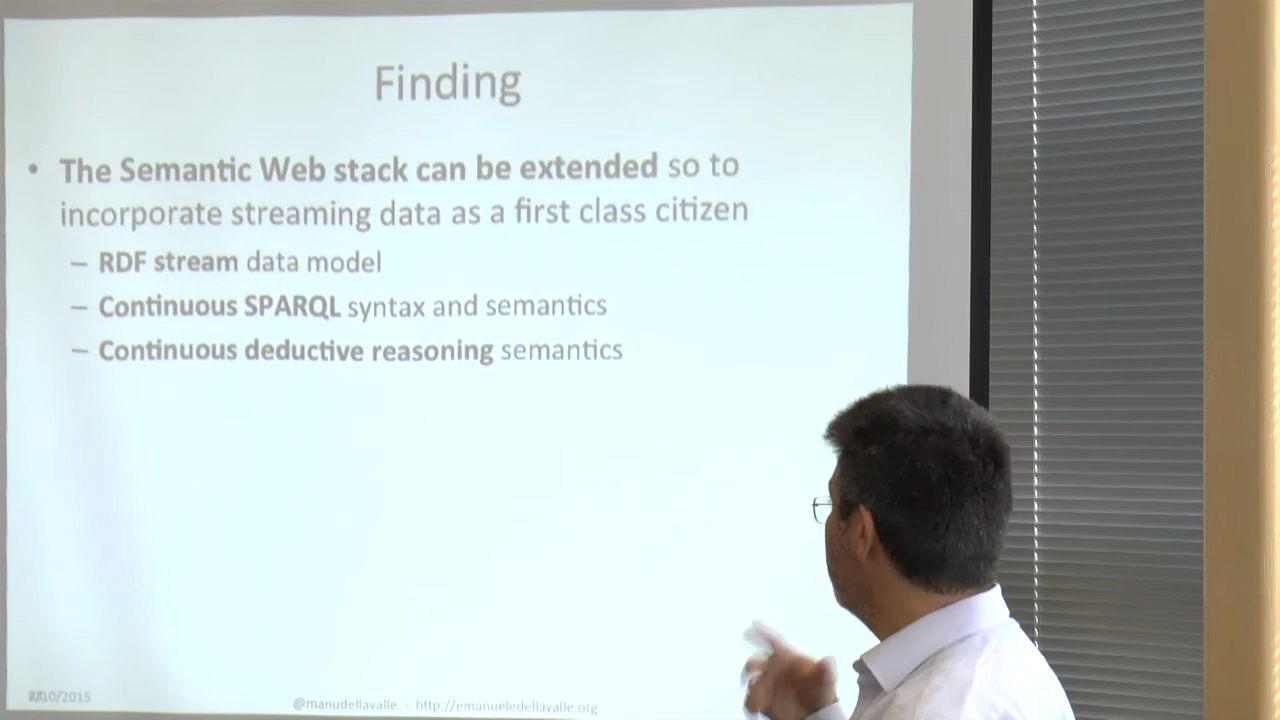 Finding
• The Semantic Web stack can be extended so to
incorporate streaming data as a first class citizen
– RDF stream data model
– Continuous SPARQL syntax and semantics
– Continuous deductive reasoning semantics
@manudellavalle - http://emanueledellavalle.org